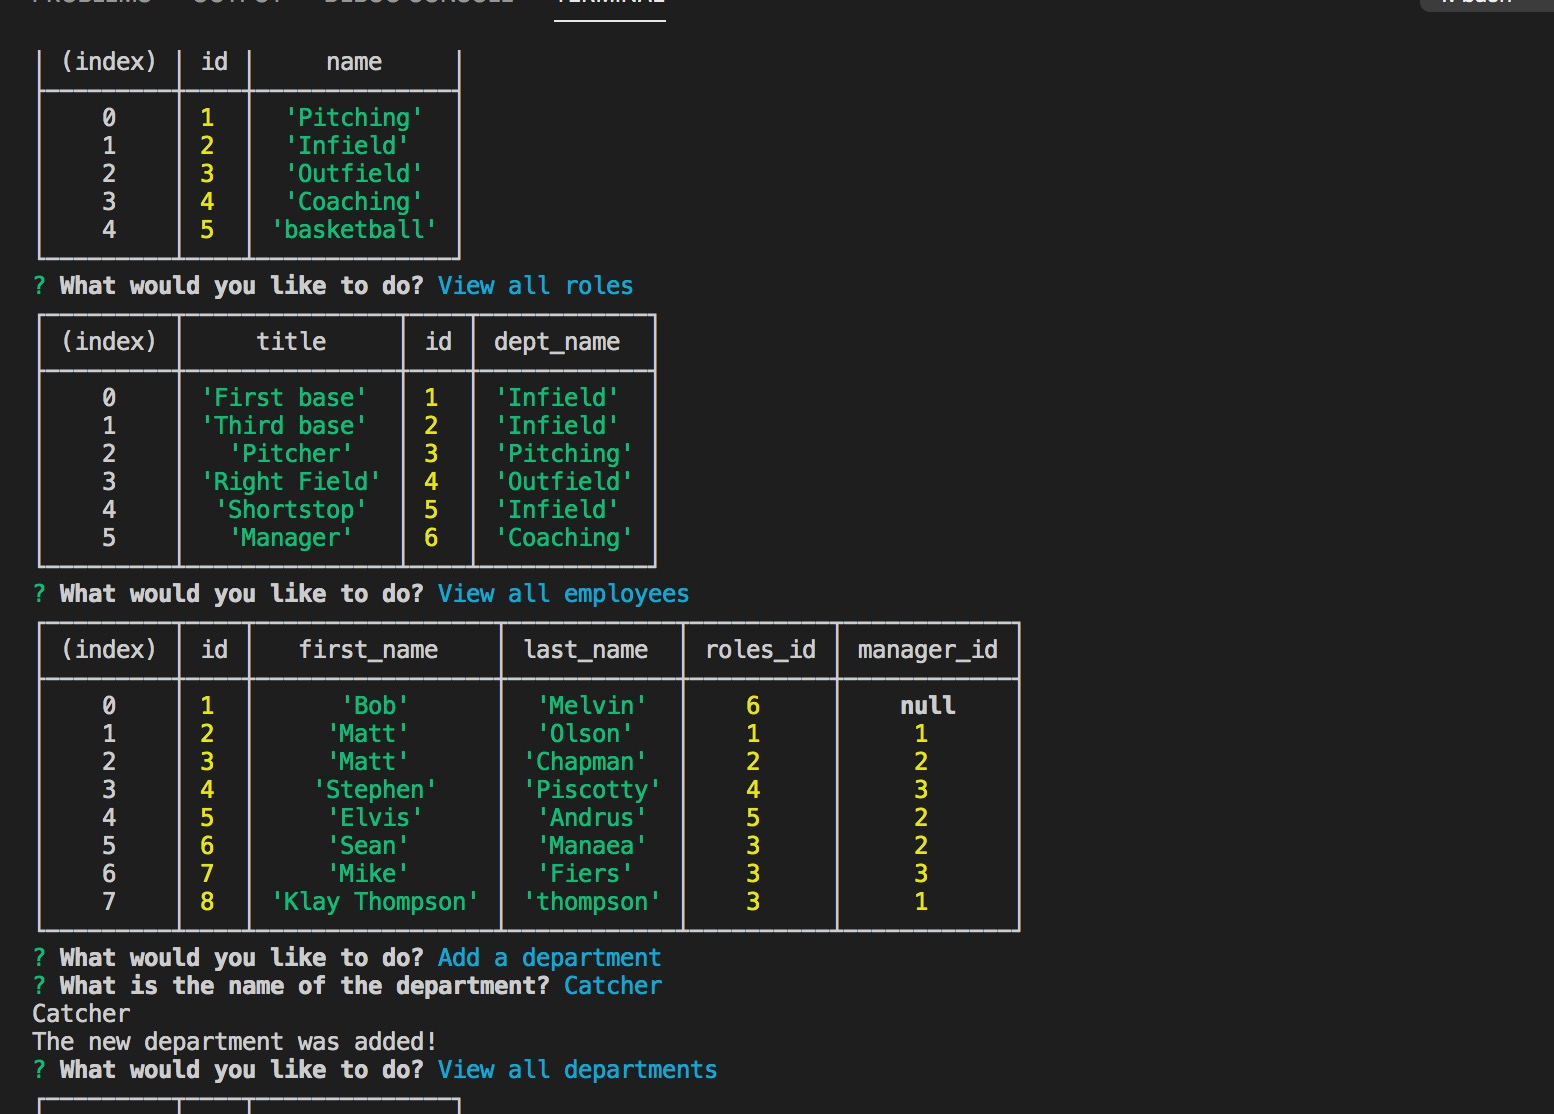 PROBLEMS OUTPUT DEBUG CONSOLE TERMINAL bash
(index) id name
0 1 'Pitching'
1 2 'Infield'
2 3 'Outfield'
3 4 'Coaching'
4 5 'basketball'
? What would you like to do? View all roles
(index) title id dept_name
0 'First base' 1 'Infield'
1 'Third base' 2 'Infield'
2 'Pitcher' 3 'Pitching'
3 'Right Field' 4 'Outfield'
4 'Shortstop' 5 'Infield'
5 'Manager' 6 'Coaching'
? What would you like to do? View all employees
(index) id first_name last_name roles_id manager_id
0 1 'Bob' 'Melvin' 6 null
1 2 'Matt' 'Olson' 1 1
2 3 'Matt' 'Chapman' 2 2
3 4 'Stephen' 'Piscotty' 4 3
4 5 'Elvis' 'Andrus' 5 2
5 6 'Sean' 'Manaea' 3 2
6 7 'Mike' 'Fiers' 3 3
7 8 'Klay Thompson' 'thompson' 3 1
? What would you like to do? Add a department
? What is the name of the department? Catcher
Catcher
The new department was added!
? What would you like to do? View all departments